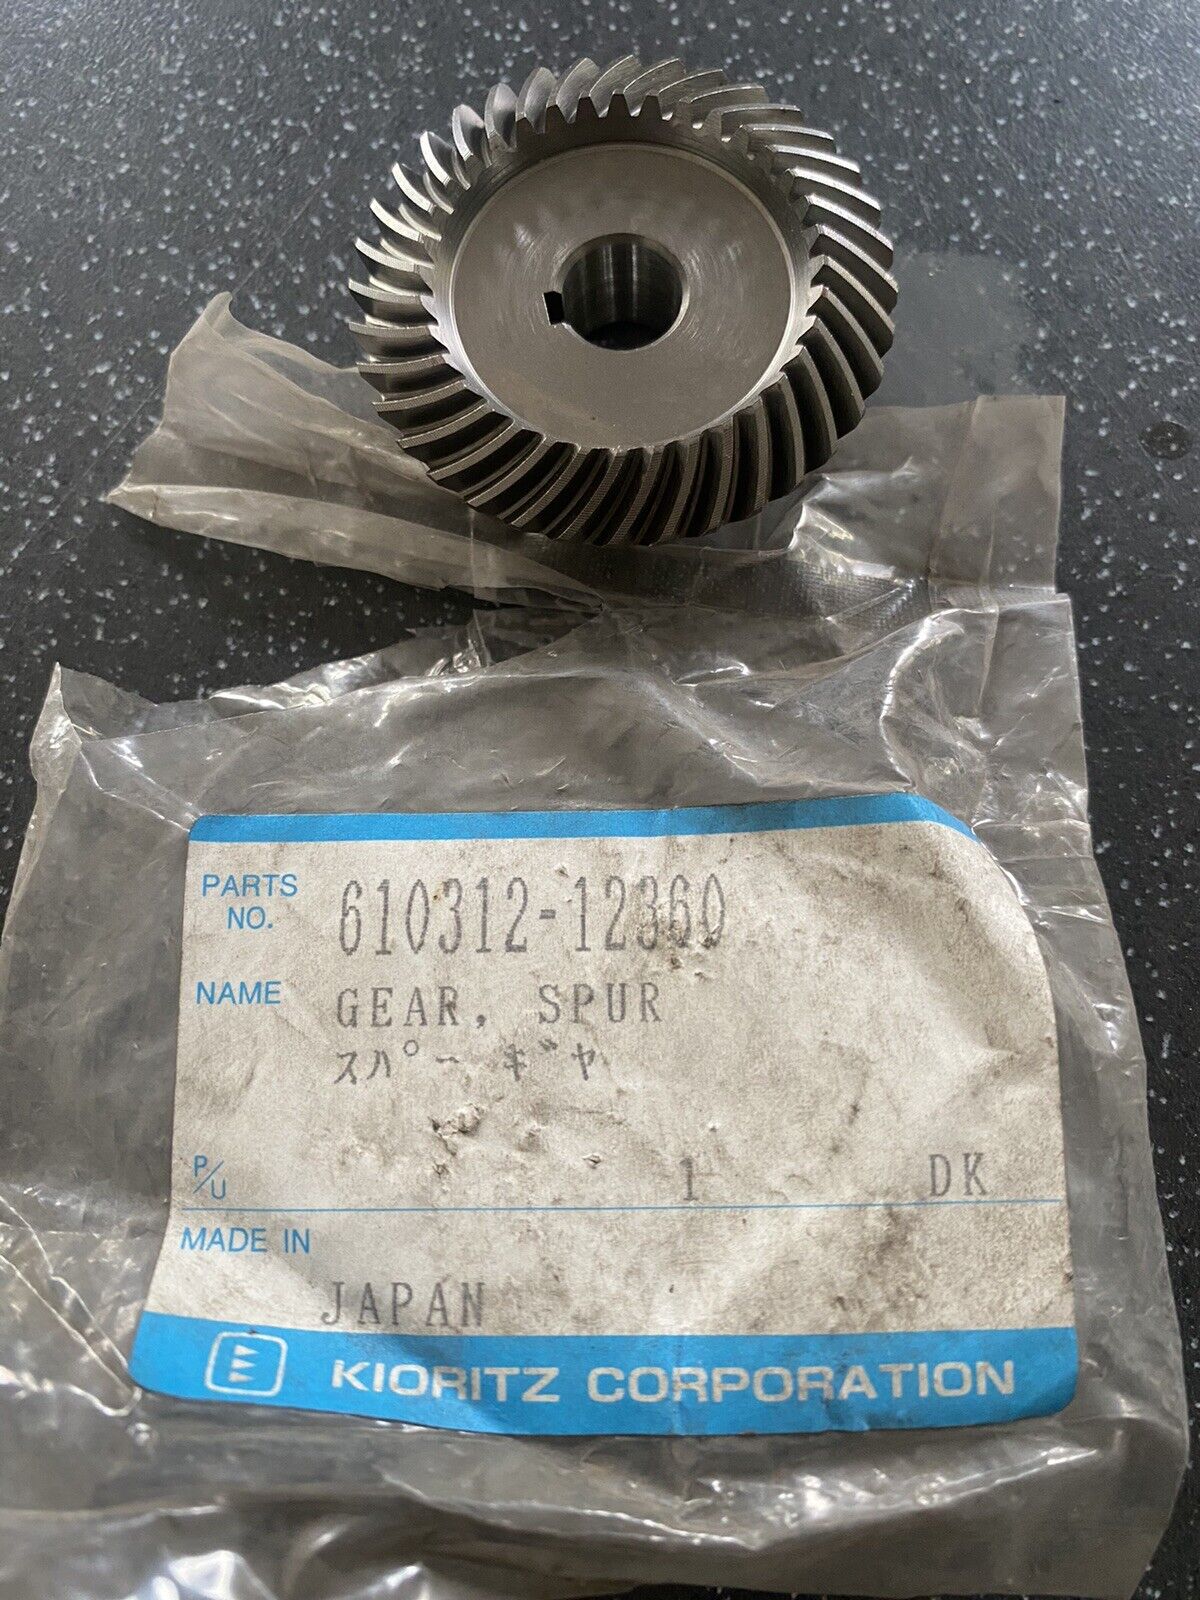 PARTS NO. 610312-12360
NAME GEAR, SPUR
スパー ギヤ
P/U 1 DK
MADE IN
JAPAN
KIORITZ CORPORATION